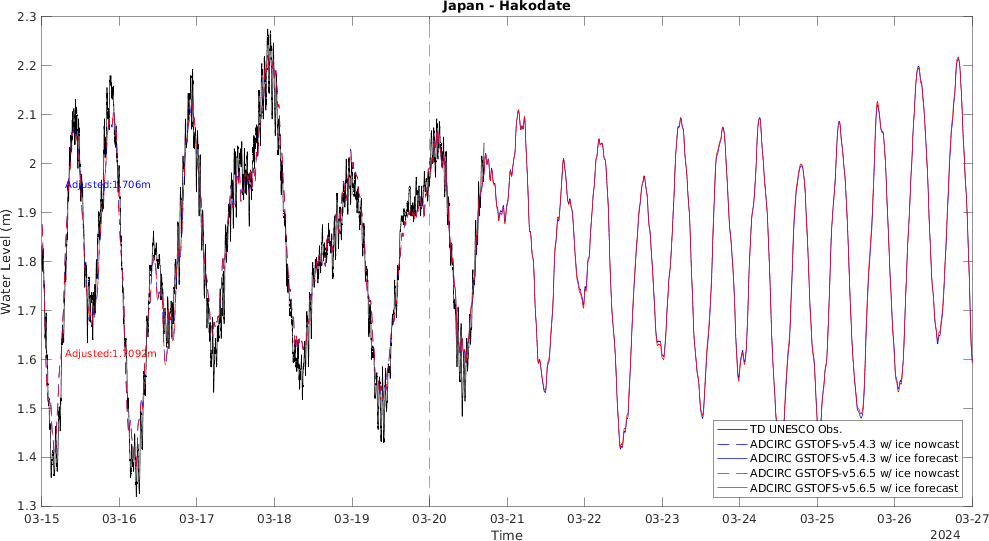 Japan - Hakodate
2.3
2.2
2.1
2
1.9
1.8
1.7
1.6
1.5
1.4
1.3
Water Level (m)
Adjusted:1.706m
Adjusted:1.7092m
TD UNESCO Obs.
ADCIRC GSTOFS-v5.4.3 w/ ice nowcast
ADCIRC GSTOFS-v5.4.3 w/ ice forecast
ADCIRC GSTOFS-v5.6.5 w/ ice nowcast
ADCIRC GSTOFS-v5.6.5 w/ ice forecast
03-15 03-16 03-17 03-18 03-19 03-20 03-21 03-22 03-23 03-24 03-25 03-26 03-27
Time
2024